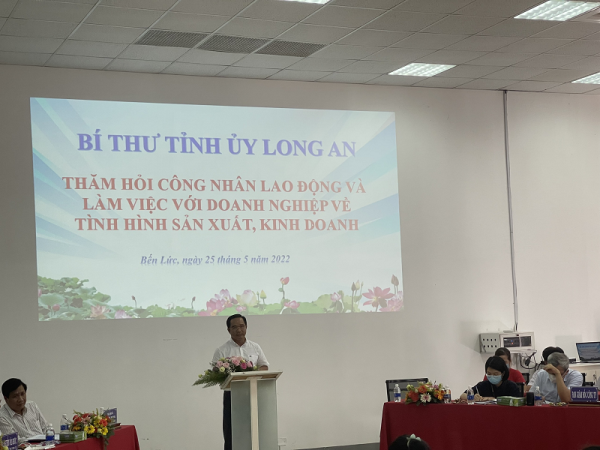 BÍ THƯ TỈNH ỦY LONG AN
THĂM HỎI CÔNG NHÂN LAO ĐỘNG VÀ
LÀM VIỆC VỚI DOANH NGHIỆP VỀ
TÌNH HÌNH SẢN XUẤT, KINH DOANH
Bến Lức, ngày 25 tháng 5 năm 2022